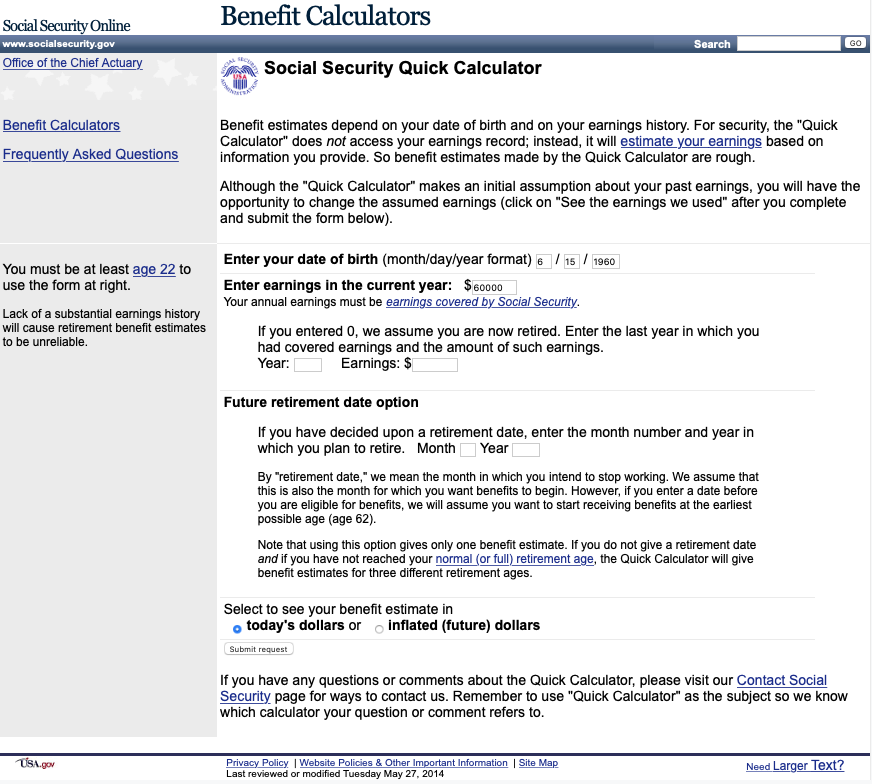 Social Security Online
Benefit Calculators
www.socialsecurity.gov
Search
GO
Office of the Chief Actuary
SOCIAL SECURITY
USA
ADMINISTRATION
Social Security Quick Calculator
Benefit Calculators
Frequently Asked Questions
Benefit estimates depend on your date of birth and on your earnings history. For security, the "Quick
Calculator" does not access your earnings record; instead, it will estimate your earnings based on
information you provide. So benefit estimates made by the Quick Calculator are rough.
Although the "Quick Calculator" makes an initial assumption about your past earnings, you will have the
opportunity to change the assumed earnings (click on "See the earnings we used" after you complete
and submit the form below).
You must be at least age 22 to
use the form at right.
Lack of a substantial earnings history
will cause retirement benefit estimates
to be unreliable.
Enter your date of birth (month/day/year format) 6 / 15 / 1960
Enter earnings in the current year: $ 60000
Your annual earnings must be earnings covered by Social Security.
If you entered 0, we assume you are now retired. Enter the last year in which you
had covered earnings and the amount of such earnings.
Year: Earnings: $
Future retirement date option
If you have decided upon a retirement date, enter the month number and year in
which you plan to retire. Month Year
By "retirement date," we mean the month in which you intend to stop working. We assume that
this is also the month for which you want benefits to begin. However, if you enter a date before
you are eligible for benefits, we will assume you want to start receiving benefits at the earliest
possible age (age 62).
Note that using this option gives only one benefit estimate. If you do not give a retirement date
and if you have not reached your normal (or full) retirement age, the Quick Calculator will give
benefit estimates for three different retirement ages.
Select to see your benefit estimate in
today's dollars or inflated (future) dollars
Submit request
If you have any questions or comments about the Quick Calculator, please visit our Contact Social
Security page for ways to contact us. Remember to use "Quick Calculator" as the subject so we know
which calculator your question or comment refers to.
USA.gov
Privacy Policy | Website Policies & Other Important Information | Site Map
Last reviewed or modified Tuesday May 27, 2014
Need Larger Text?